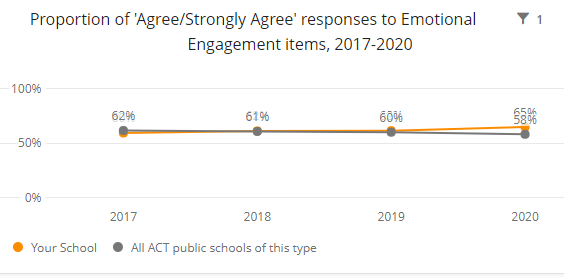 Proportion of 'Agree/Strongly Agree' responses to Emotional
Engagement items, 2017-2020
1
100%
62%
61%
60%
65%
58%
50%
0%
2017 2018 2019 2020
Your School All ACT public schools of this type